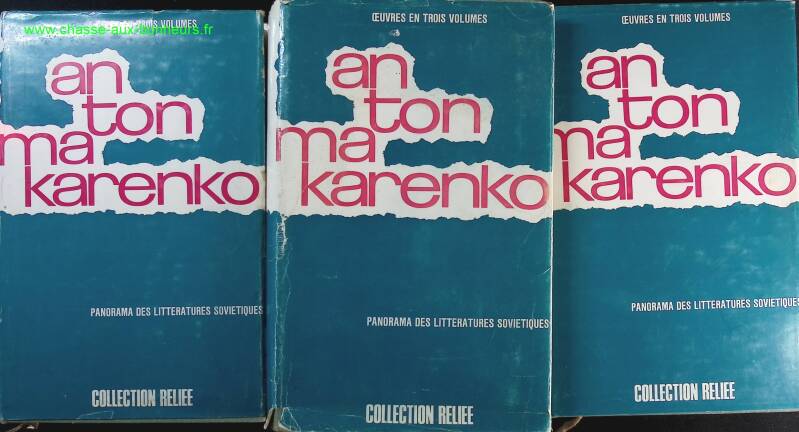 www.chasse-aux-bonheurs.fr
TROIS VOLUMES
an
ton
ma
karenko
PANORAMA DES LITTERATURES SOVIETIQUES
COLLECTION RELIEE
ŒUVRES EN TROIS VOLUMES
an
ton
ma
karenko
PANORAMA DES LITTERATURES SOVIETIQUES
COLLECTION RELIEE
ŒUVRES EN TROIS VOLUMES
an
ton
ma
karenko
PANORAMA DES LITTERATURES SOVIETIQUES
COLLECTION RELIEE